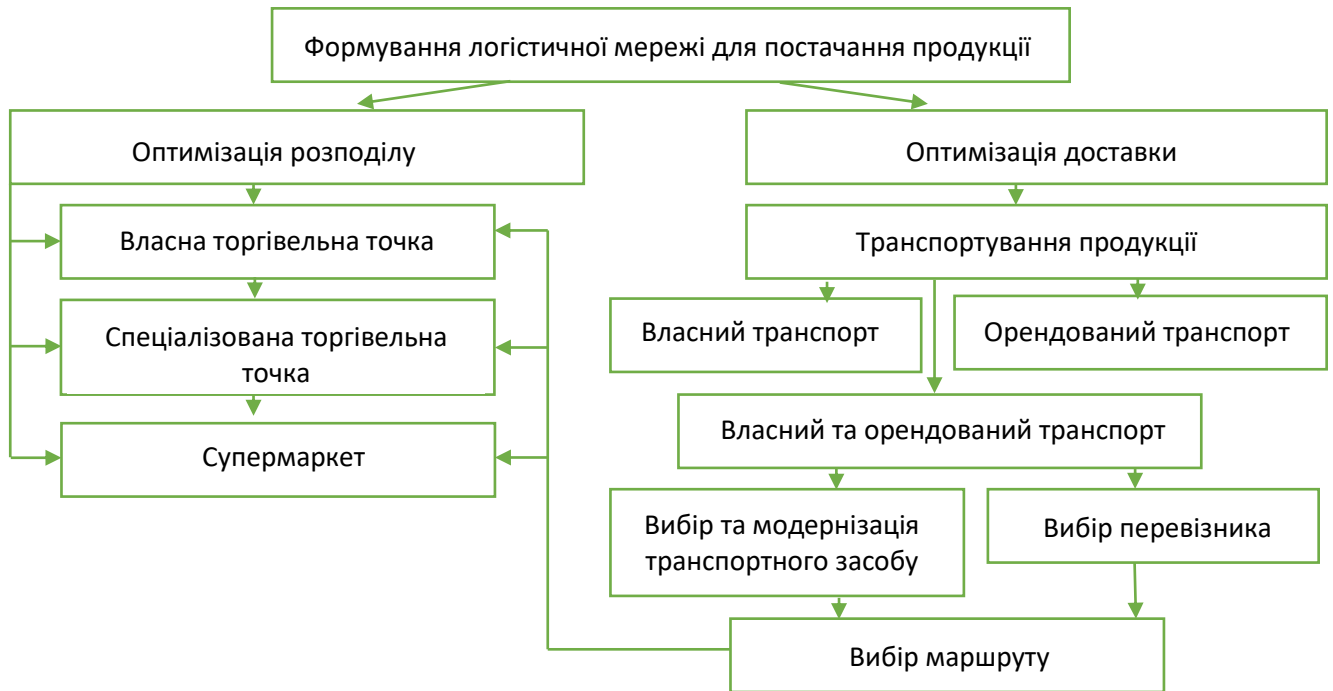 Формування логістичної мережі для постачання продукції
Оптимізація розподілу
Оптимізація доставки
Власна торгівельна точка
Транспортування продукції
Спеціалізована торгівельна
точка
Власний транспорт
Орендований транспорт
Власний та орендований транспорт
Супермаркет
Вибір та модернізація
транспортного засобу
Вибір перевізника
Вибір маршруту